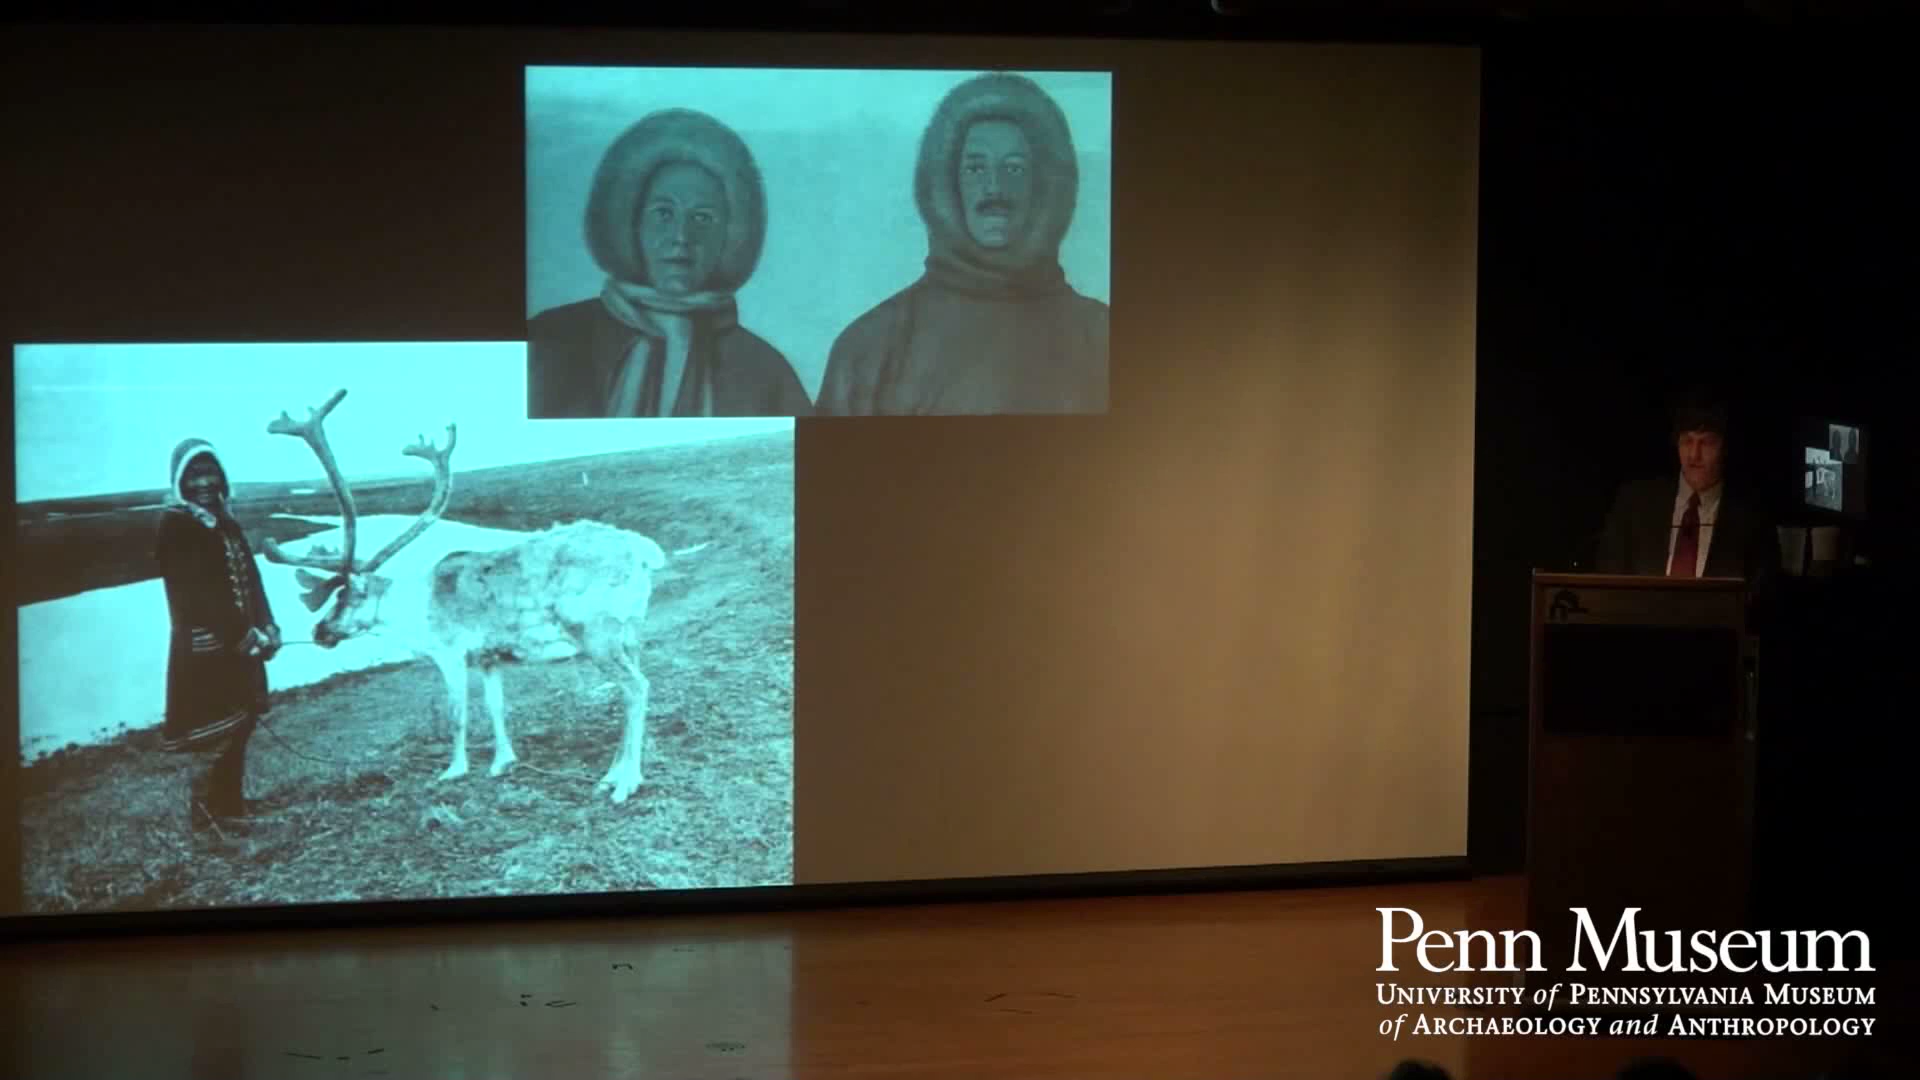 Penn Museum
UNIVERSITY of PENNSYLVANIA MUSEUM
of ARCHAEOLOGY and ANTHROPOLOGY